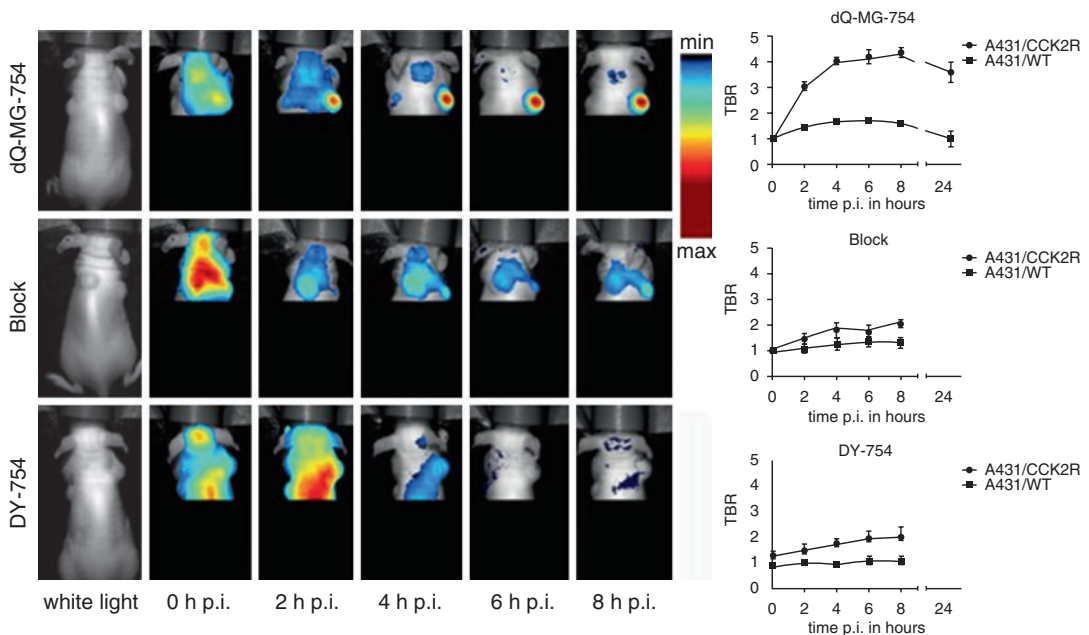 dQ-MG-754
Block
DY-754
white light
0 h p.i.
2 h p.i.
4 h p.i.
6 h p.i.
8 h p.i.
min
max
dQ-MG-754
A431/CCK2R
A431/WT
TBR
5
4
3
2
1
0
0 2 4 6 8 24
time p.i. in hours
Block
A431/CCK2R
A431/WT
TBR
5
4
3
2
1
0
0 2 4 6 8 24
time p.i. in hours
DY-754
A431/CCK2R
A431/WT
TBR
5
4
3
2
1
0
0 2 4 6 8 24
time p.i. in hours